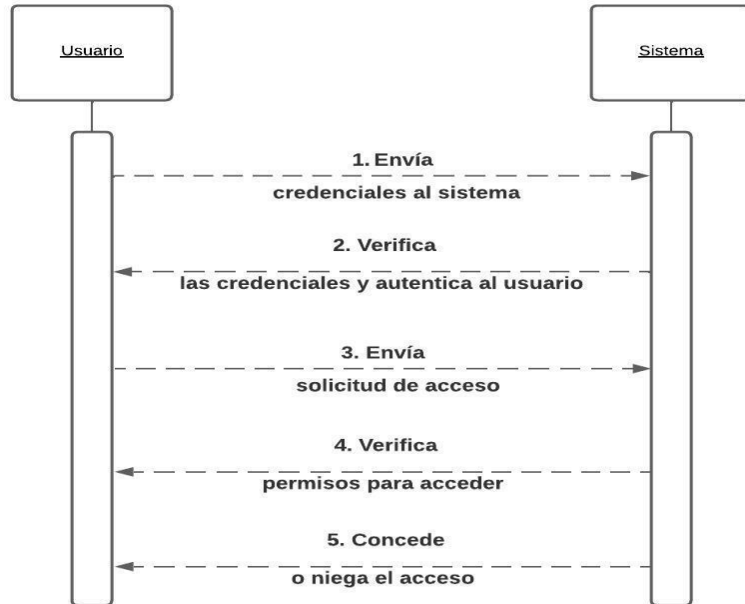 Usuario
Sistema
1. Envía
credenciales al sistema
2. Verifica
las credenciales y autentica al usuario
3. Envía
solicitud de acceso
4. Verifica
permisos para acceder
5. Concede
o niega el acceso